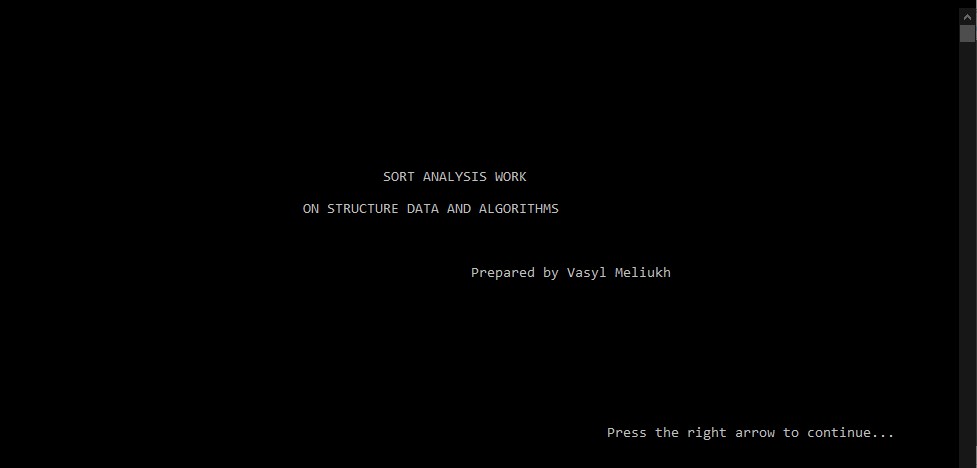 SORT ANALYSIS WORK
ON STRUCTURE DATA AND ALGORITHMS
Prepared by Vasyl Meliukh
Press the right arrow to continue...